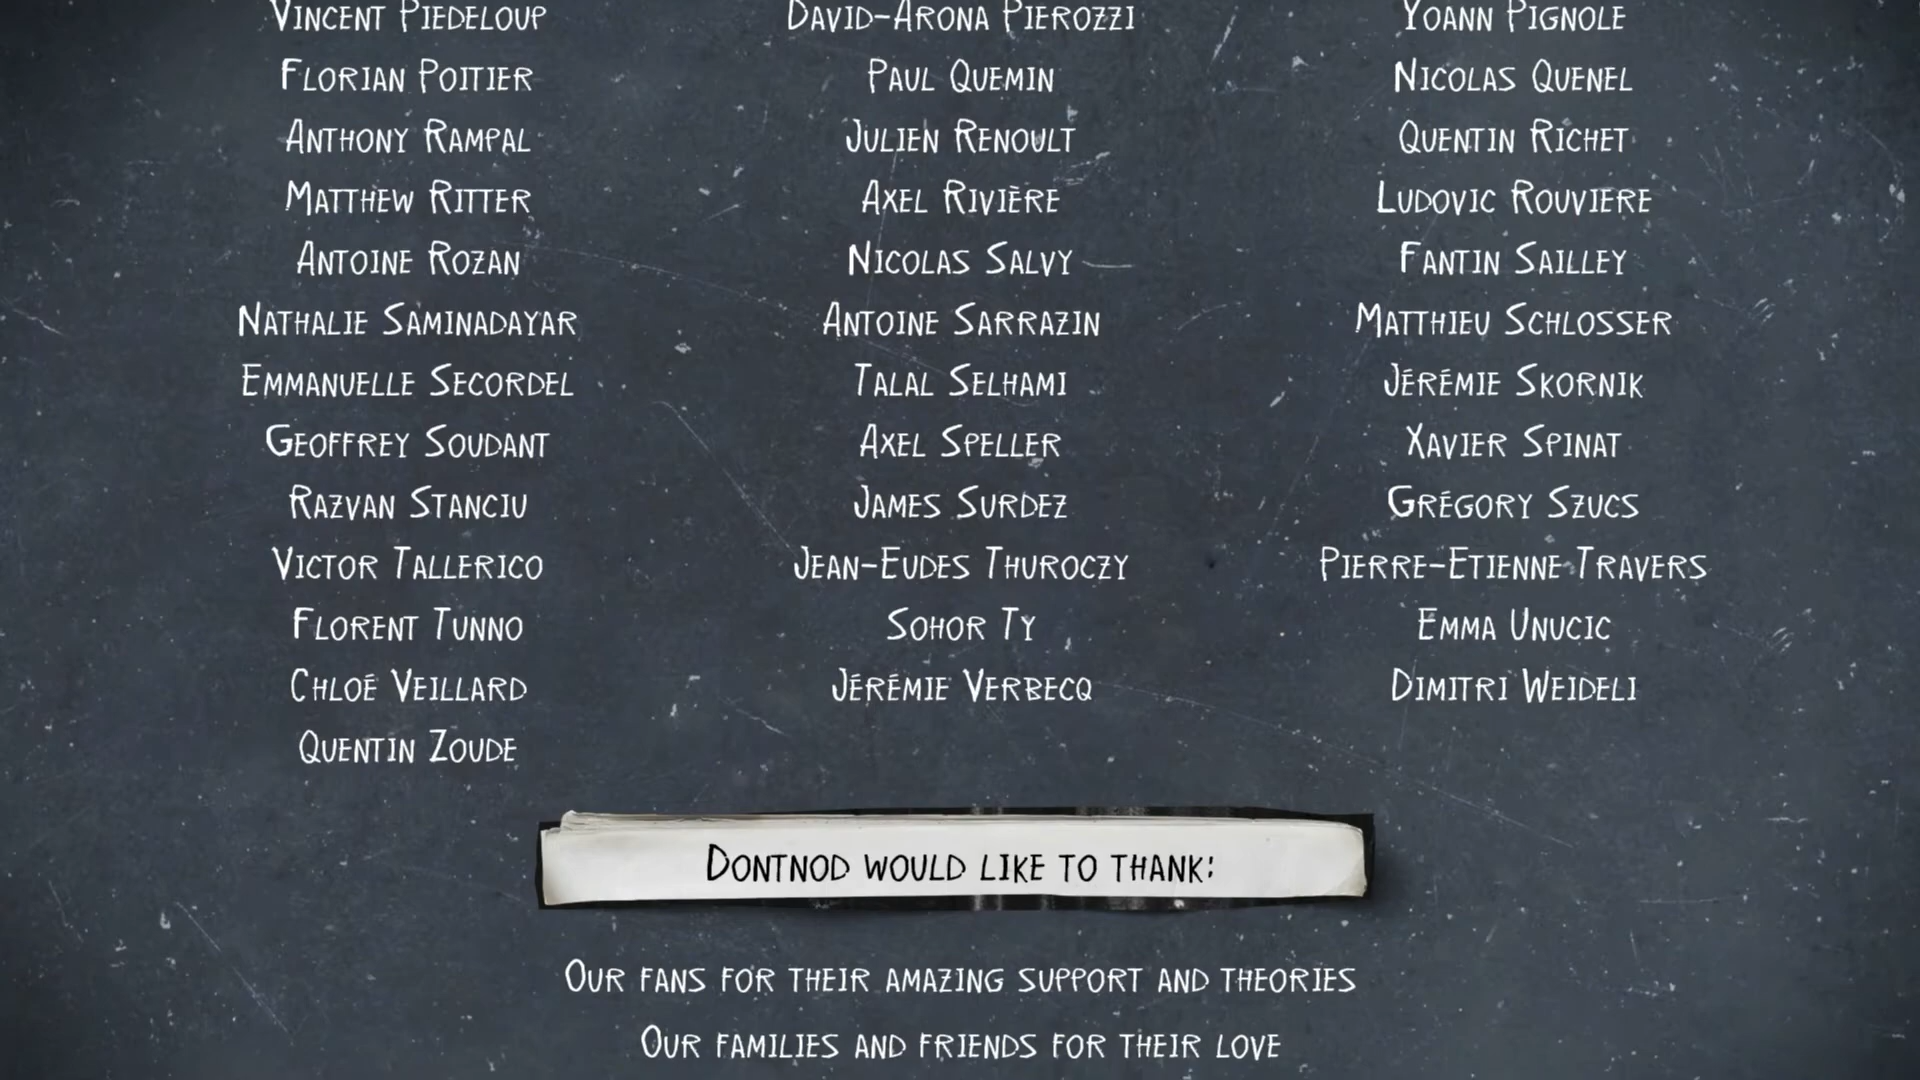 Vincent Piedeloup David-Arona Pierozzi Yoann Pignole
Florian Poitier Paul Quemin Nicolas Quenel
Anthony Rampal Julien Renoult Quentin Richet
Matthew Ritter Axel Rivière Ludovic Rouviere
Antoine Rozan Nicolas Salvy Fantin Sailley
Nathalie Saminadayar Antoine Sarrazin Matthieu Schlosser
Emmanuelle Secordel Talal Selhami Jérémie Skornik
Geoffrey Soudant Axel Speller Xavier Spinat
Razvan Stanciu James Surdez Grégory Szucs
Victor Tallerico Jean-Eudes Thuroczy Pierre-Etienne Travers
Florent Tunno Sohor Ty Emma Unucic
Chloé Veillard Jérémie Verbecq Dimitri Weideli
Quentin Zoude
Dontnod would like to thank:
Our fans for their amazing support and theories
Our families and friends for their love